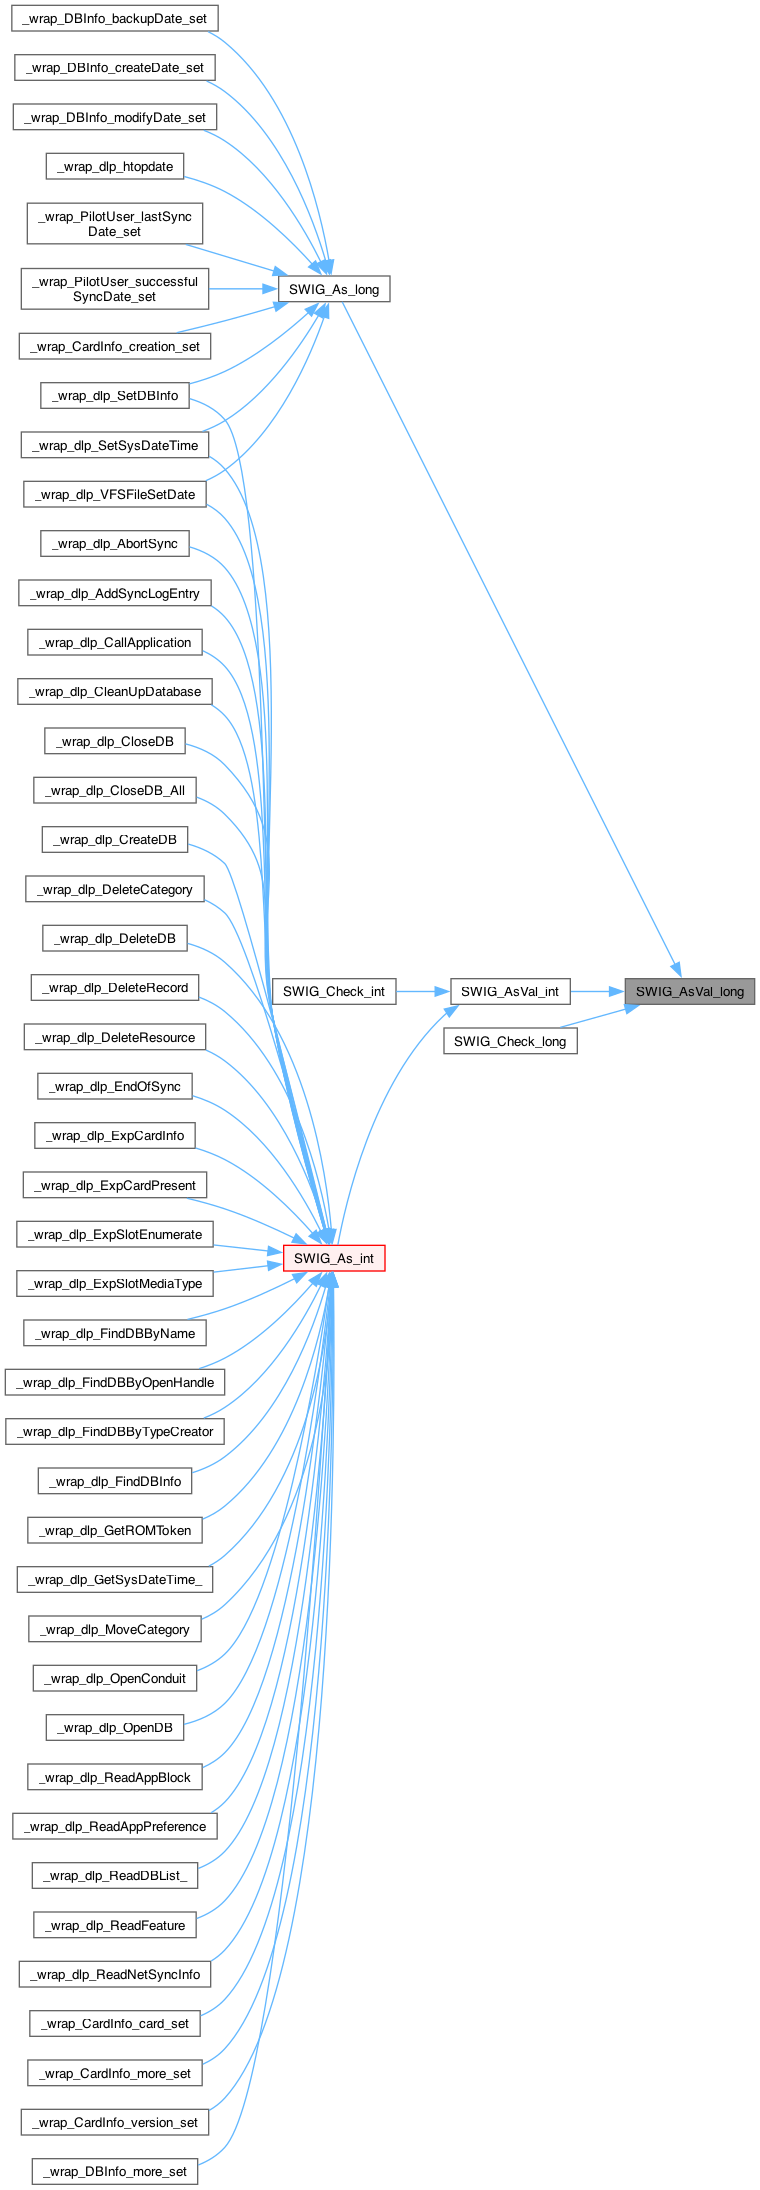 _wrap_DBInfo_backupDate_set
_wrap_DBInfo_createDate_set
_wrap_DBInfo_modifyDate_set
_wrap_dlp_htopdate
_wrap_PilotUser_lastSync
Date_set
_wrap_PilotUser_successful
SyncDate_set
SWIG_As_long
_wrap_CardInfo_creation_set
_wrap_dlp_SetDBInfo
_wrap_dlp_SetSysDateTime
_wrap_dlp_VFSFileSetDate
_wrap_dlp_AbortSync
_wrap_dlp_AddSyncLogEntry
_wrap_dlp_CallApplication
_wrap_dlp_CleanUpDatabase
_wrap_dlp_CloseDB
_wrap_dlp_CloseDB_All
_wrap_dlp_CreateDB
_wrap_dlp_DeleteCategory
_wrap_dlp_DeleteDB
_wrap_dlp_DeleteRecord
SWIG_Check_int
SWIG_AsVal_int
SWIG_AsVal_long
_wrap_dlp_DeleteResource
SWIG_Check_long
_wrap_dlp_EndOfSync
_wrap_dlp_ExpCardInfo
_wrap_dlp_ExpCardPresent
_wrap_dlp_ExpSlotEnumerate
SWIG_As_int
_wrap_dlp_ExpSlotMediaType
_wrap_dlp_FindDBByName
_wrap_dlp_FindDBByOpenHandle
_wrap_dlp_FindDBByTypeCreator
_wrap_dlp_FindDBInfo
_wrap_dlp_GetROMToken
_wrap_dlp_GetSysDateTime_
_wrap_dlp_MoveCategory
_wrap_dlp_OpenConduit
_wrap_dlp_OpenDB
_wrap_dlp_ReadAppBlock
_wrap_dlp_ReadAppPreference
_wrap_dlp_ReadDBList_
_wrap_dlp_ReadFeature
_wrap_dlp_ReadNetSyncInfo
_wrap_CardInfo_card_set
_wrap_CardInfo_more_set
_wrap_CardInfo_version_set
_wrap_DBInfo_more_set